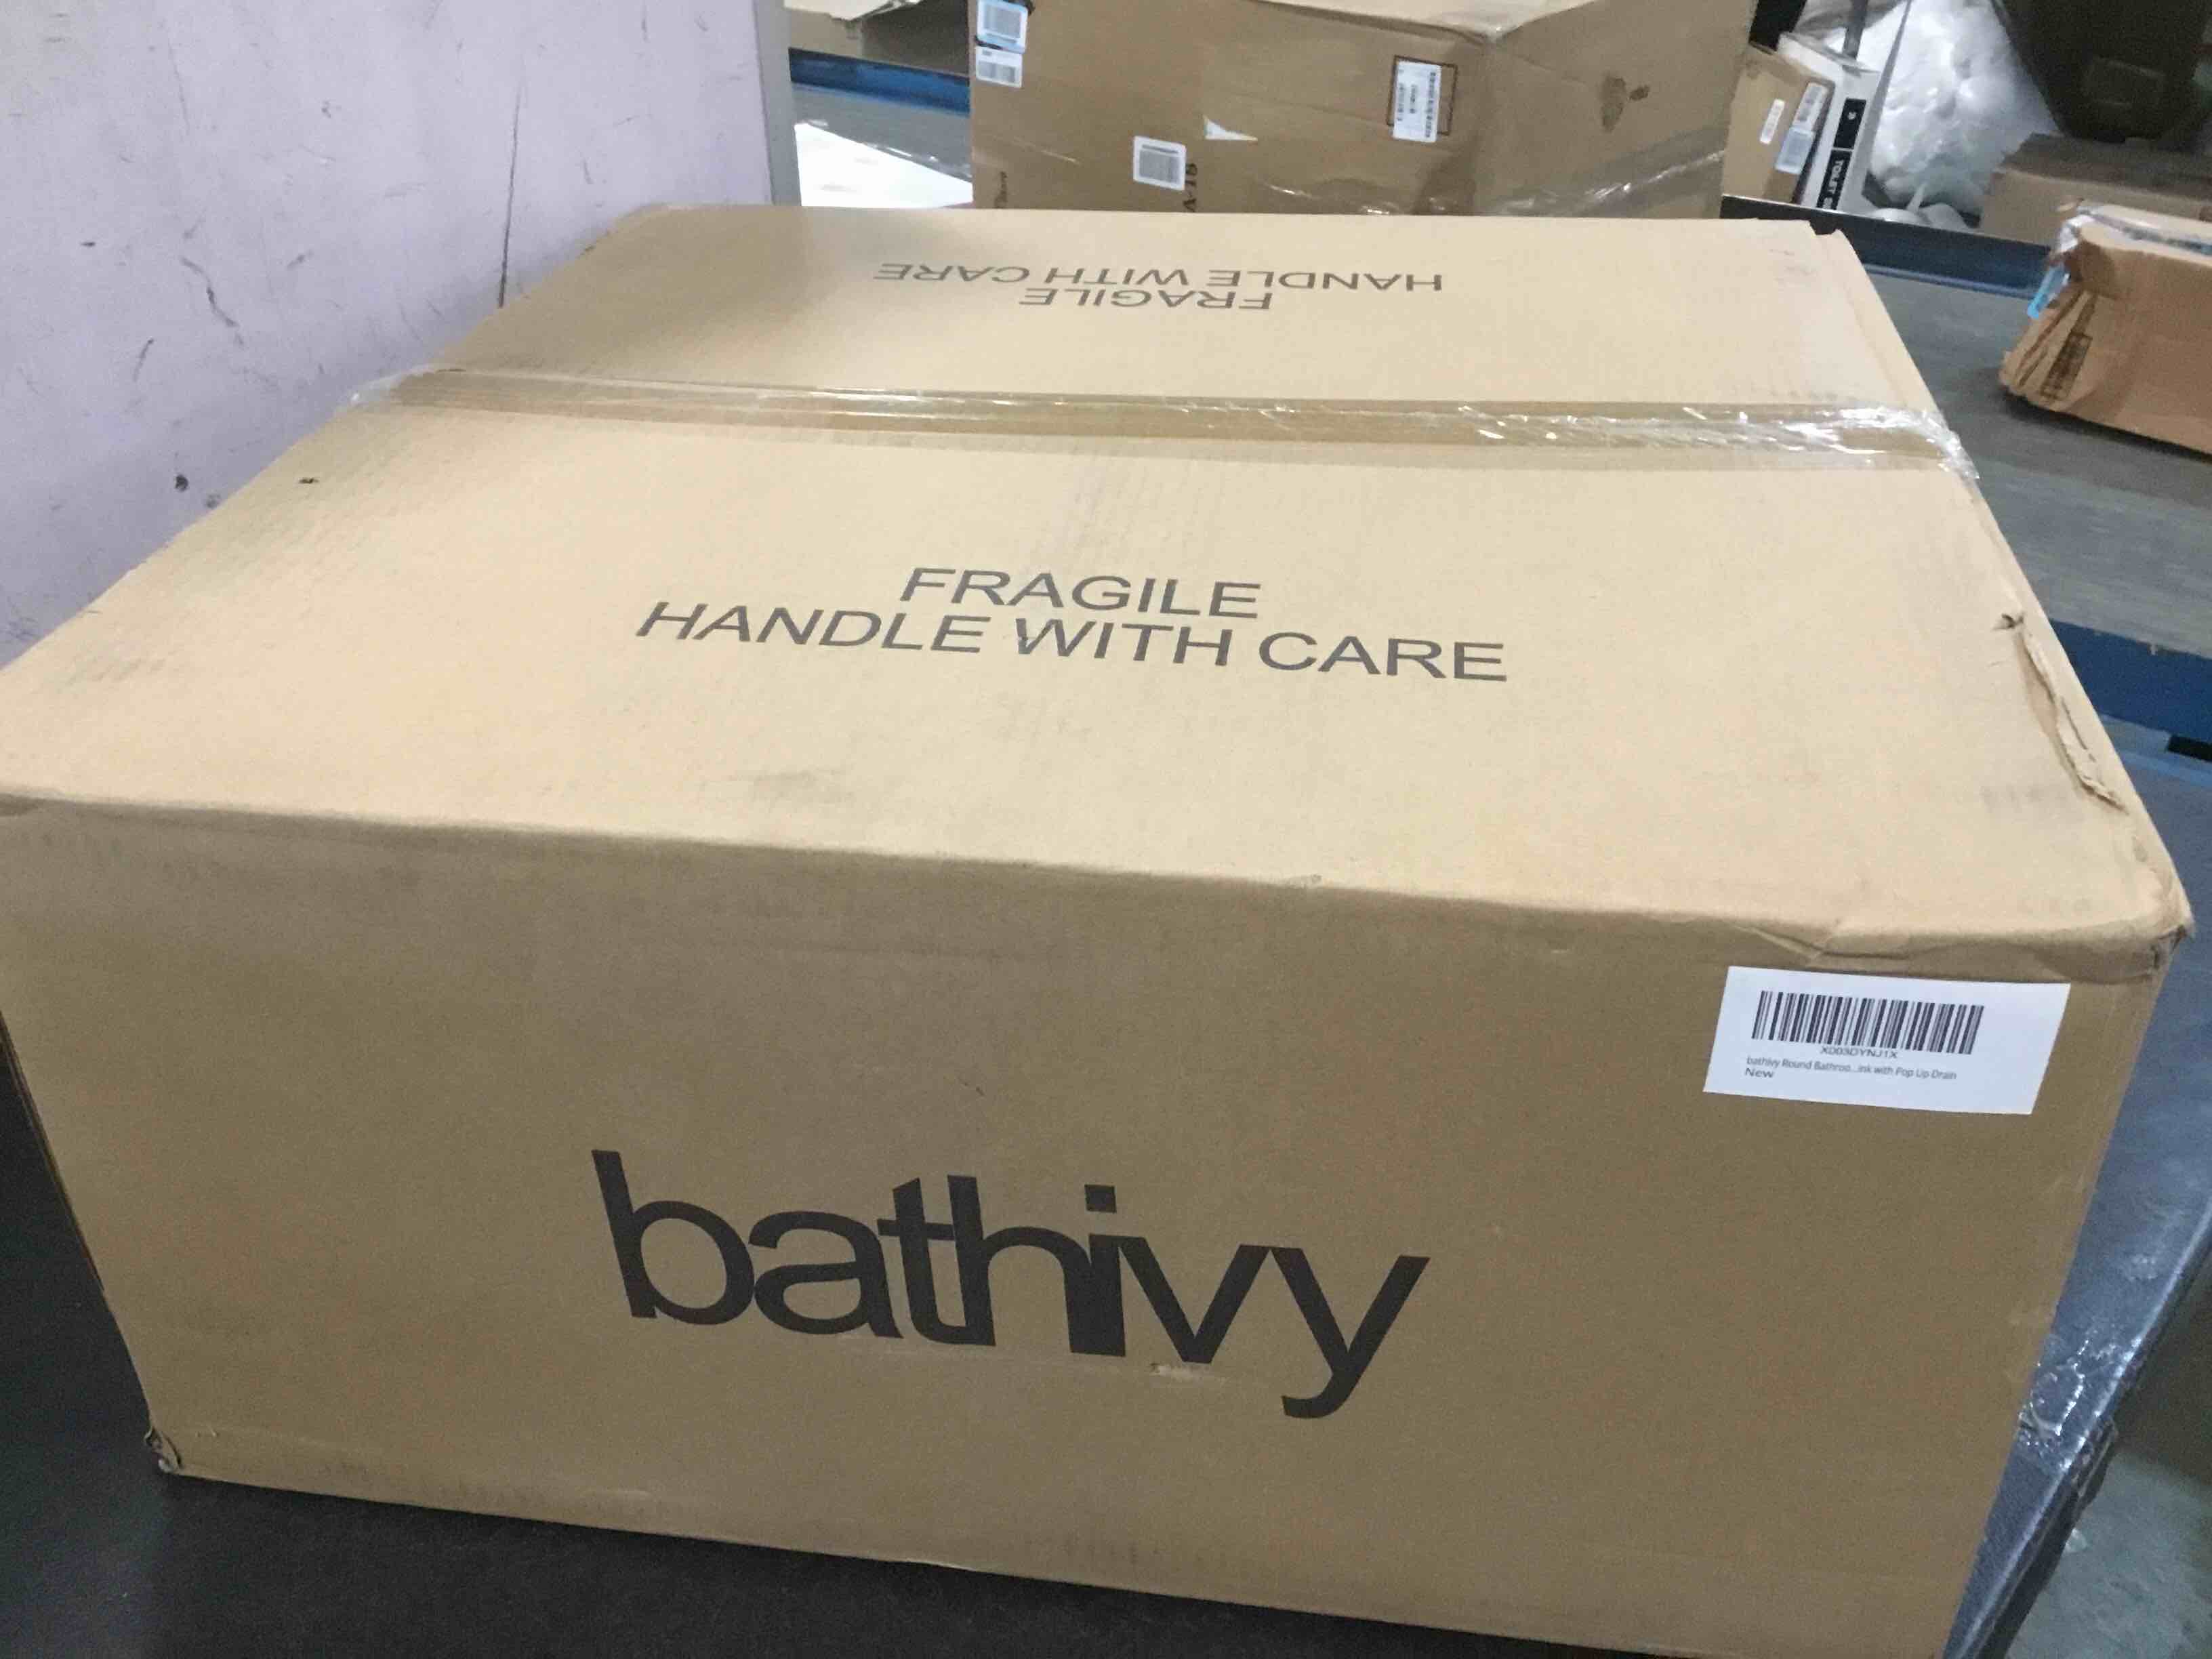 HANDLE WITH CARE
FRAGILE
FRAGILE
HANDLE WITH CARE
X003DYNJ1X
bathivy Round Bathroo...ink with Pop Up Drain
New
bathivy